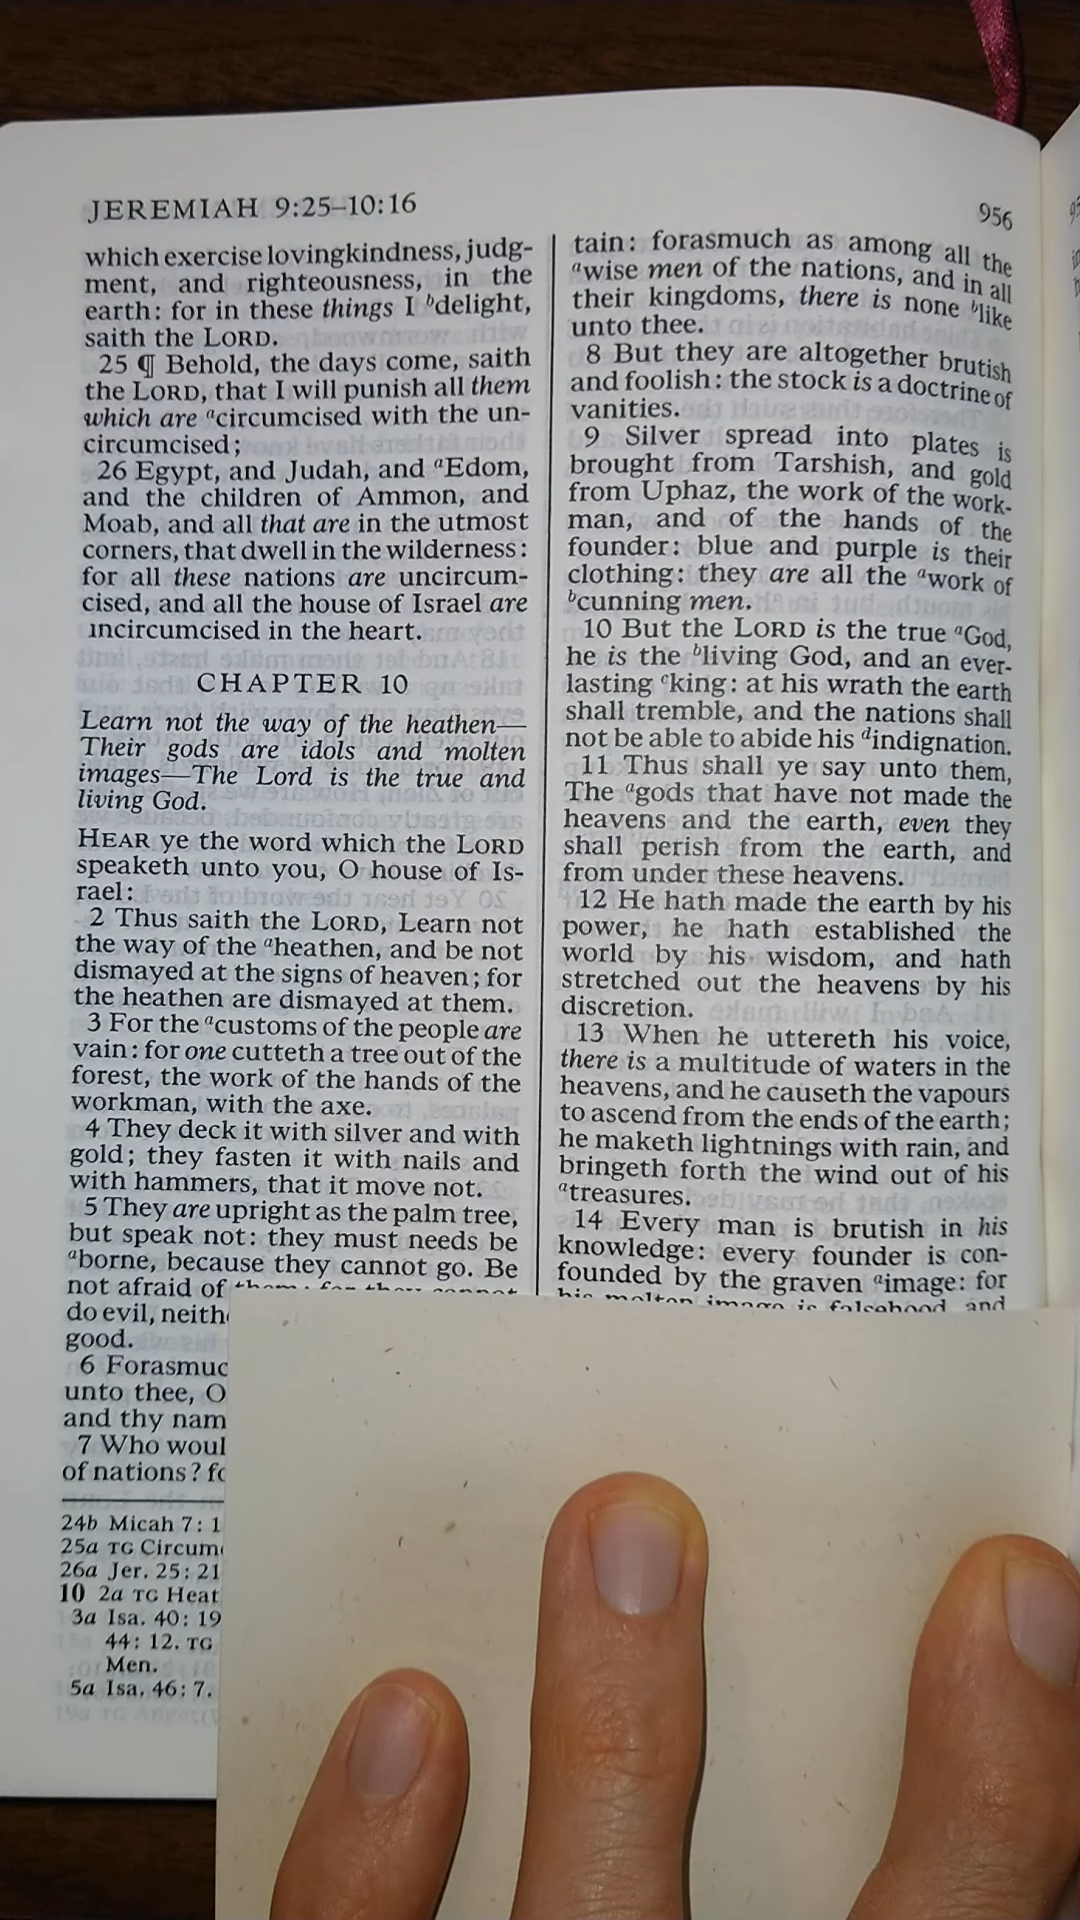 JEREMIAH 9:25–10:16
956
which exercise lovingkindness, judg-
ment, and righteousness, in the
earth: for in these things I bdelight,
saith the LORD.
25 ¶ Behold, the days come, saith
the LORD, that I will punish all them
which are acircumcised with the un-
circumcised;
26 Egypt, and Judah, and aEdom,
and the children of Ammon, and
Moab, and all that are in the utmost
corners, that dwell in the wilderness:
for all these nations are uncircum-
cised, and all the house of Israel are
uncircumcised in the heart.
CHAPTER 10
Learn not the way of the heathen—
Their gods are idols and molten
images—The Lord is the true and
living God.
HEAR ye the word which the LORD
speaketh unto you, O house of Is-
rael:
2 Thus saith the LORD, Learn not
the way of the aheathen, and be not
dismayed at the signs of heaven; for
the heathen are dismayed at them.
3 For the acustoms of the people are
vain: for one cutteth a tree out of the
forest, the work of the hands of the
workman, with the axe.
4 They deck it with silver and with
gold; they fasten it with nails and
with hammers, that it move not.
5 They are upright as the palm tree,
but speak not: they must needs be
aborne, because they cannot go. Be
not afraid of them: for they cannot
do evil, neith
good.
6 Forasmuc
unto thee, O
and thy nam
7 Who woul
of nations? fo
24b Micah 7: 1
25a TG Circum
26a Jer. 25: 21
10 2a TG Heat
3a Isa. 40: 19
44: 12. TG
Men.
5a Isa. 46: 7.
tain: forasmuch as among all the
awise men of the nations, and in all
their kingdoms, there is none blike
unto thee.
8 But they are altogether brutish
and foolish: the stock is a doctrine of
vanities.
9 Silver spread into plates is
brought from Tarshish, and gold
from Uphaz, the work of the work-
man, and of the hands of the
founder: blue and purple is their
clothing: they are all the awork of
bcunning men.
10 But the LORD is the true aGod,
he is the bliving God, and an ever-
lasting cking: at his wrath the earth
shall tremble, and the nations shall
not be able to abide his dindignation.
11 Thus shall ye say unto them,
The agods that have not made the
heavens and the earth, even they
shall perish from the earth, and
from under these heavens.
12 He hath made the earth by his
power, he hath established the
world by his wisdom, and hath
stretched out the heavens by his
discretion.
13 When he uttereth his voice,
there is a multitude of waters in the
heavens, and he causeth the vapours
to ascend from the ends of the earth;
he maketh lightnings with rain, and
bringeth forth the wind out of his
atreasures.
14 Every man is brutish in his
knowledge: every founder is con-
founded by the graven aimage: for
his molten image is falsehood, and